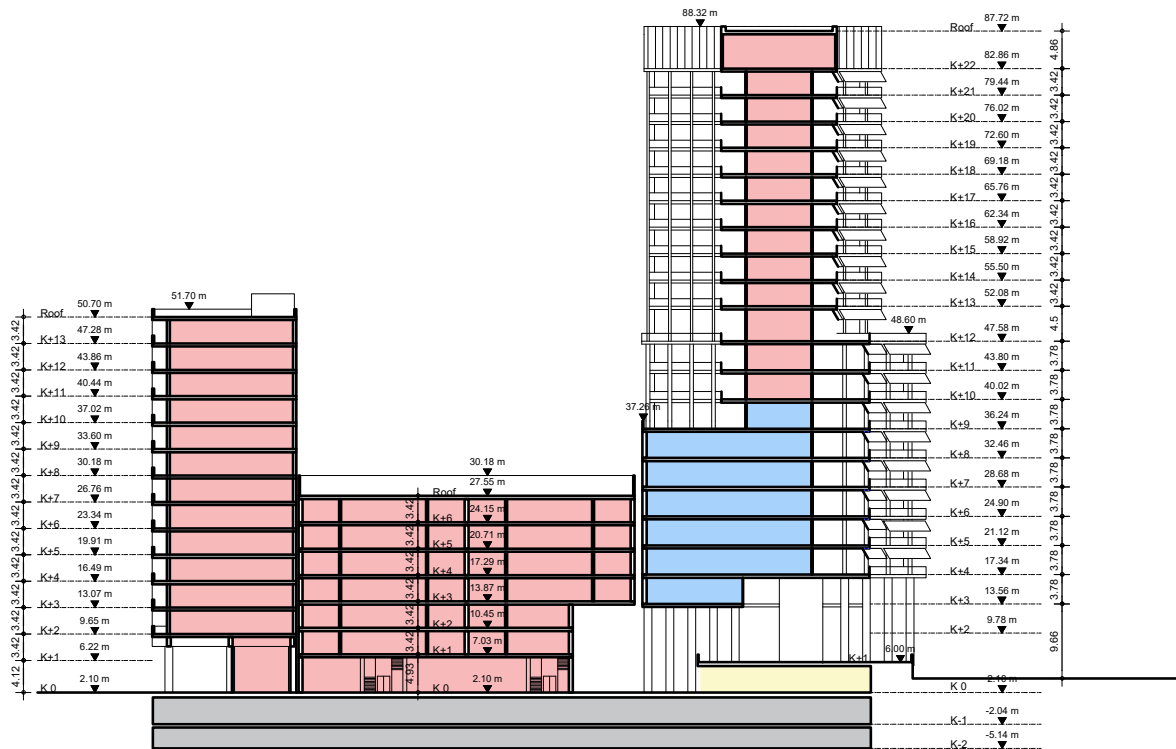 88.32 m
Roof 87.72 m
4.86
K+22 82.86 m
3.42
K+21 79.44 m
3.42
K+20 76.02 m
3.42
K+19 72.60 m
3.42
K+18 69.18 m
3.42
K+17 65.76 m
3.42
K+16 62.34 m
3.42
K+15 58.92 m
3.42
K+14 55.50 m
3.42
K+13 52.08 m
4.5
48.60 m
K+12 47.58 m
3.78
K+11 43.80 m
3.78
K+10 40.02 m
3.78
37.26 m
K+9 36.24 m
3.78
K+8 32.46 m
3.78
K+7 28.68 m
3.78
K+6 24.90 m
3.78
K+5 21.12 m
3.78
K+4 17.34 m
3.78
K+3 13.56 m
K+2 9.78 m
9.66
K+1 6.00 m
K 0 2.10 m
K-1 -2.04 m
K-2 -5.14 m
51.70 m
Roof 50.70 m
3.42
K+13 47.28 m
3.42
K+12 43.86 m
3.42
K+11 40.44 m
3.42
K+10 37.02 m
3.42
K+9 33.60 m
3.42
K+8 30.18 m
3.42
K+7 26.76 m
3.42
K+6 23.34 m
3.42
K+5 19.91 m
3.42
K+4 16.49 m
3.42
K+3 13.07 m
3.42
K+2 9.65 m
3.42
K+1 6.22 m
4.12
K 0 2.10 m
30.18 m
Roof 27.55 m
3.42
K+6 24.15 m
3.42
K+5 20.71 m
3.42
K+4 17.29 m
3.42
K+3 13.87 m
3.42
K+2 10.45 m
3.42
K+1 7.03 m
4.93
K 0 2.10 m